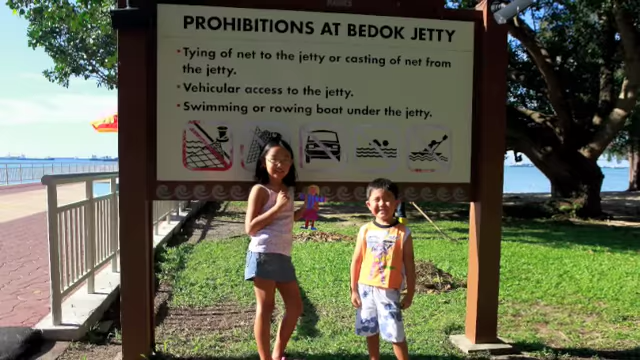 PROHIBITIONS AT BEDOK JETTY
• Tying of net to the jetty or casting of net from
the jetty.
• Vehicular access to the jetty.
• Swimming or rowing boat under the jetty.